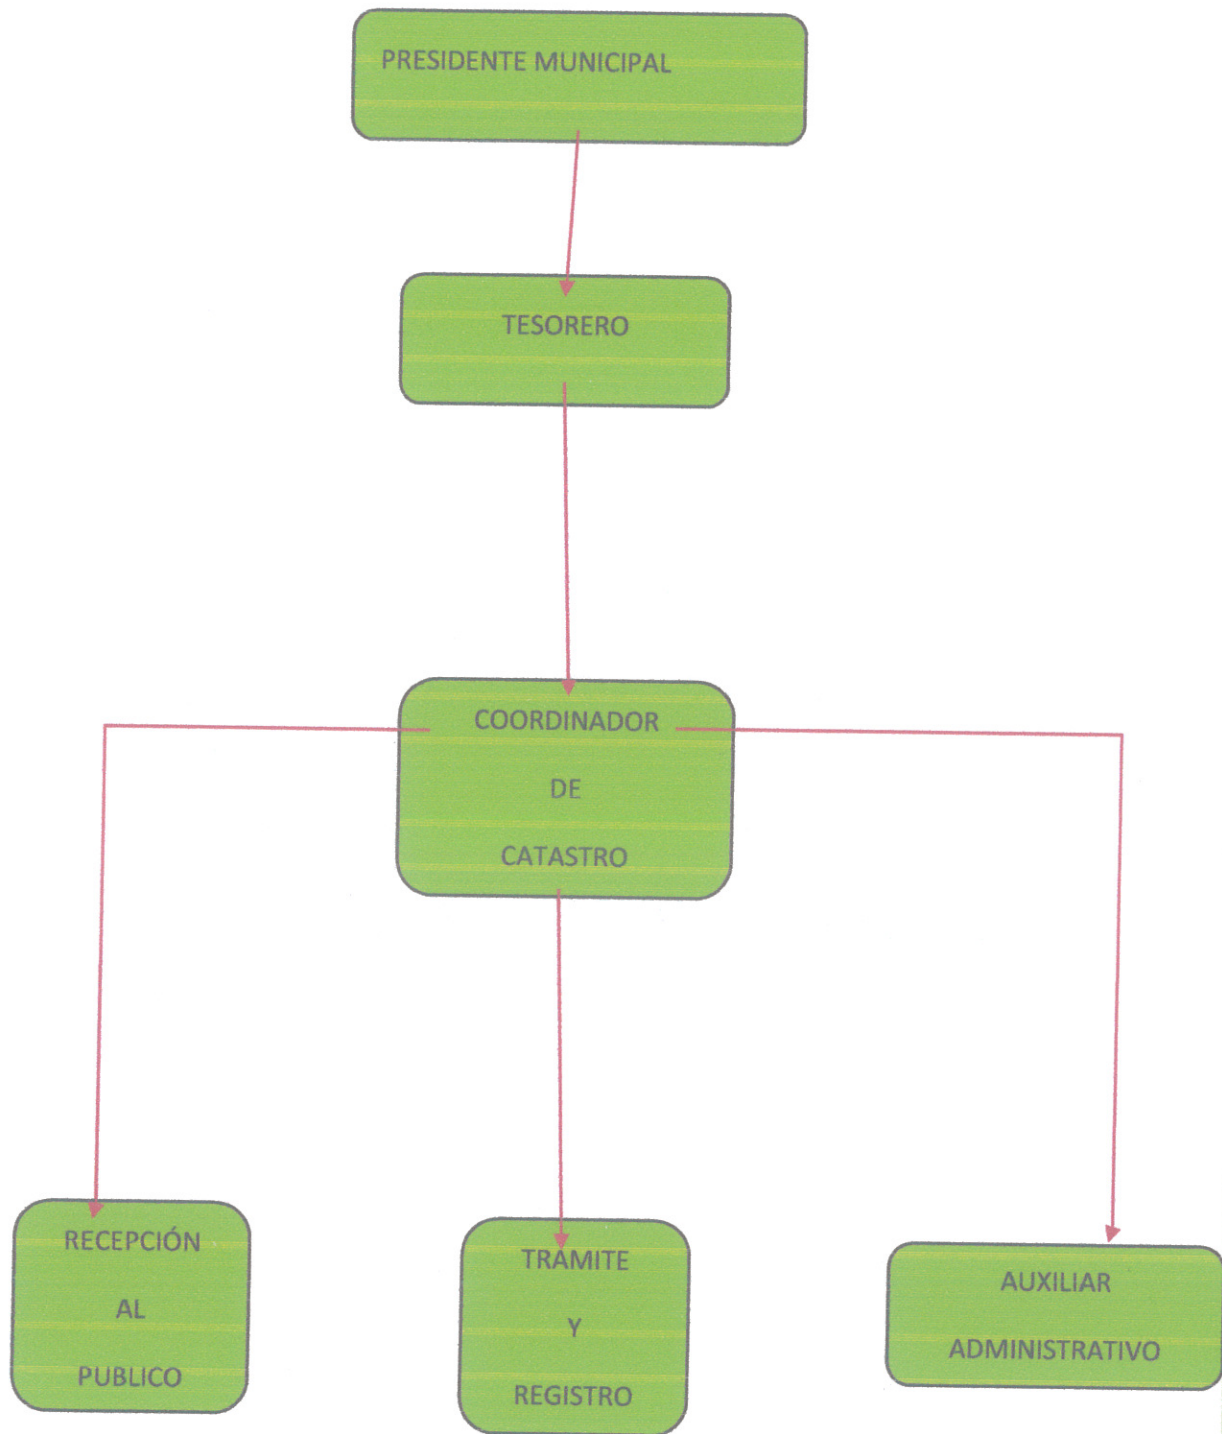 PRESIDENTE MUNICIPAL
TESORERO
COORDINADOR
DE
CATASTRO
RECEPCIÓN
AL
PUBLICO
TRAMITE
Y
REGISTRO
AUXILIAR
ADMINISTRATIVO